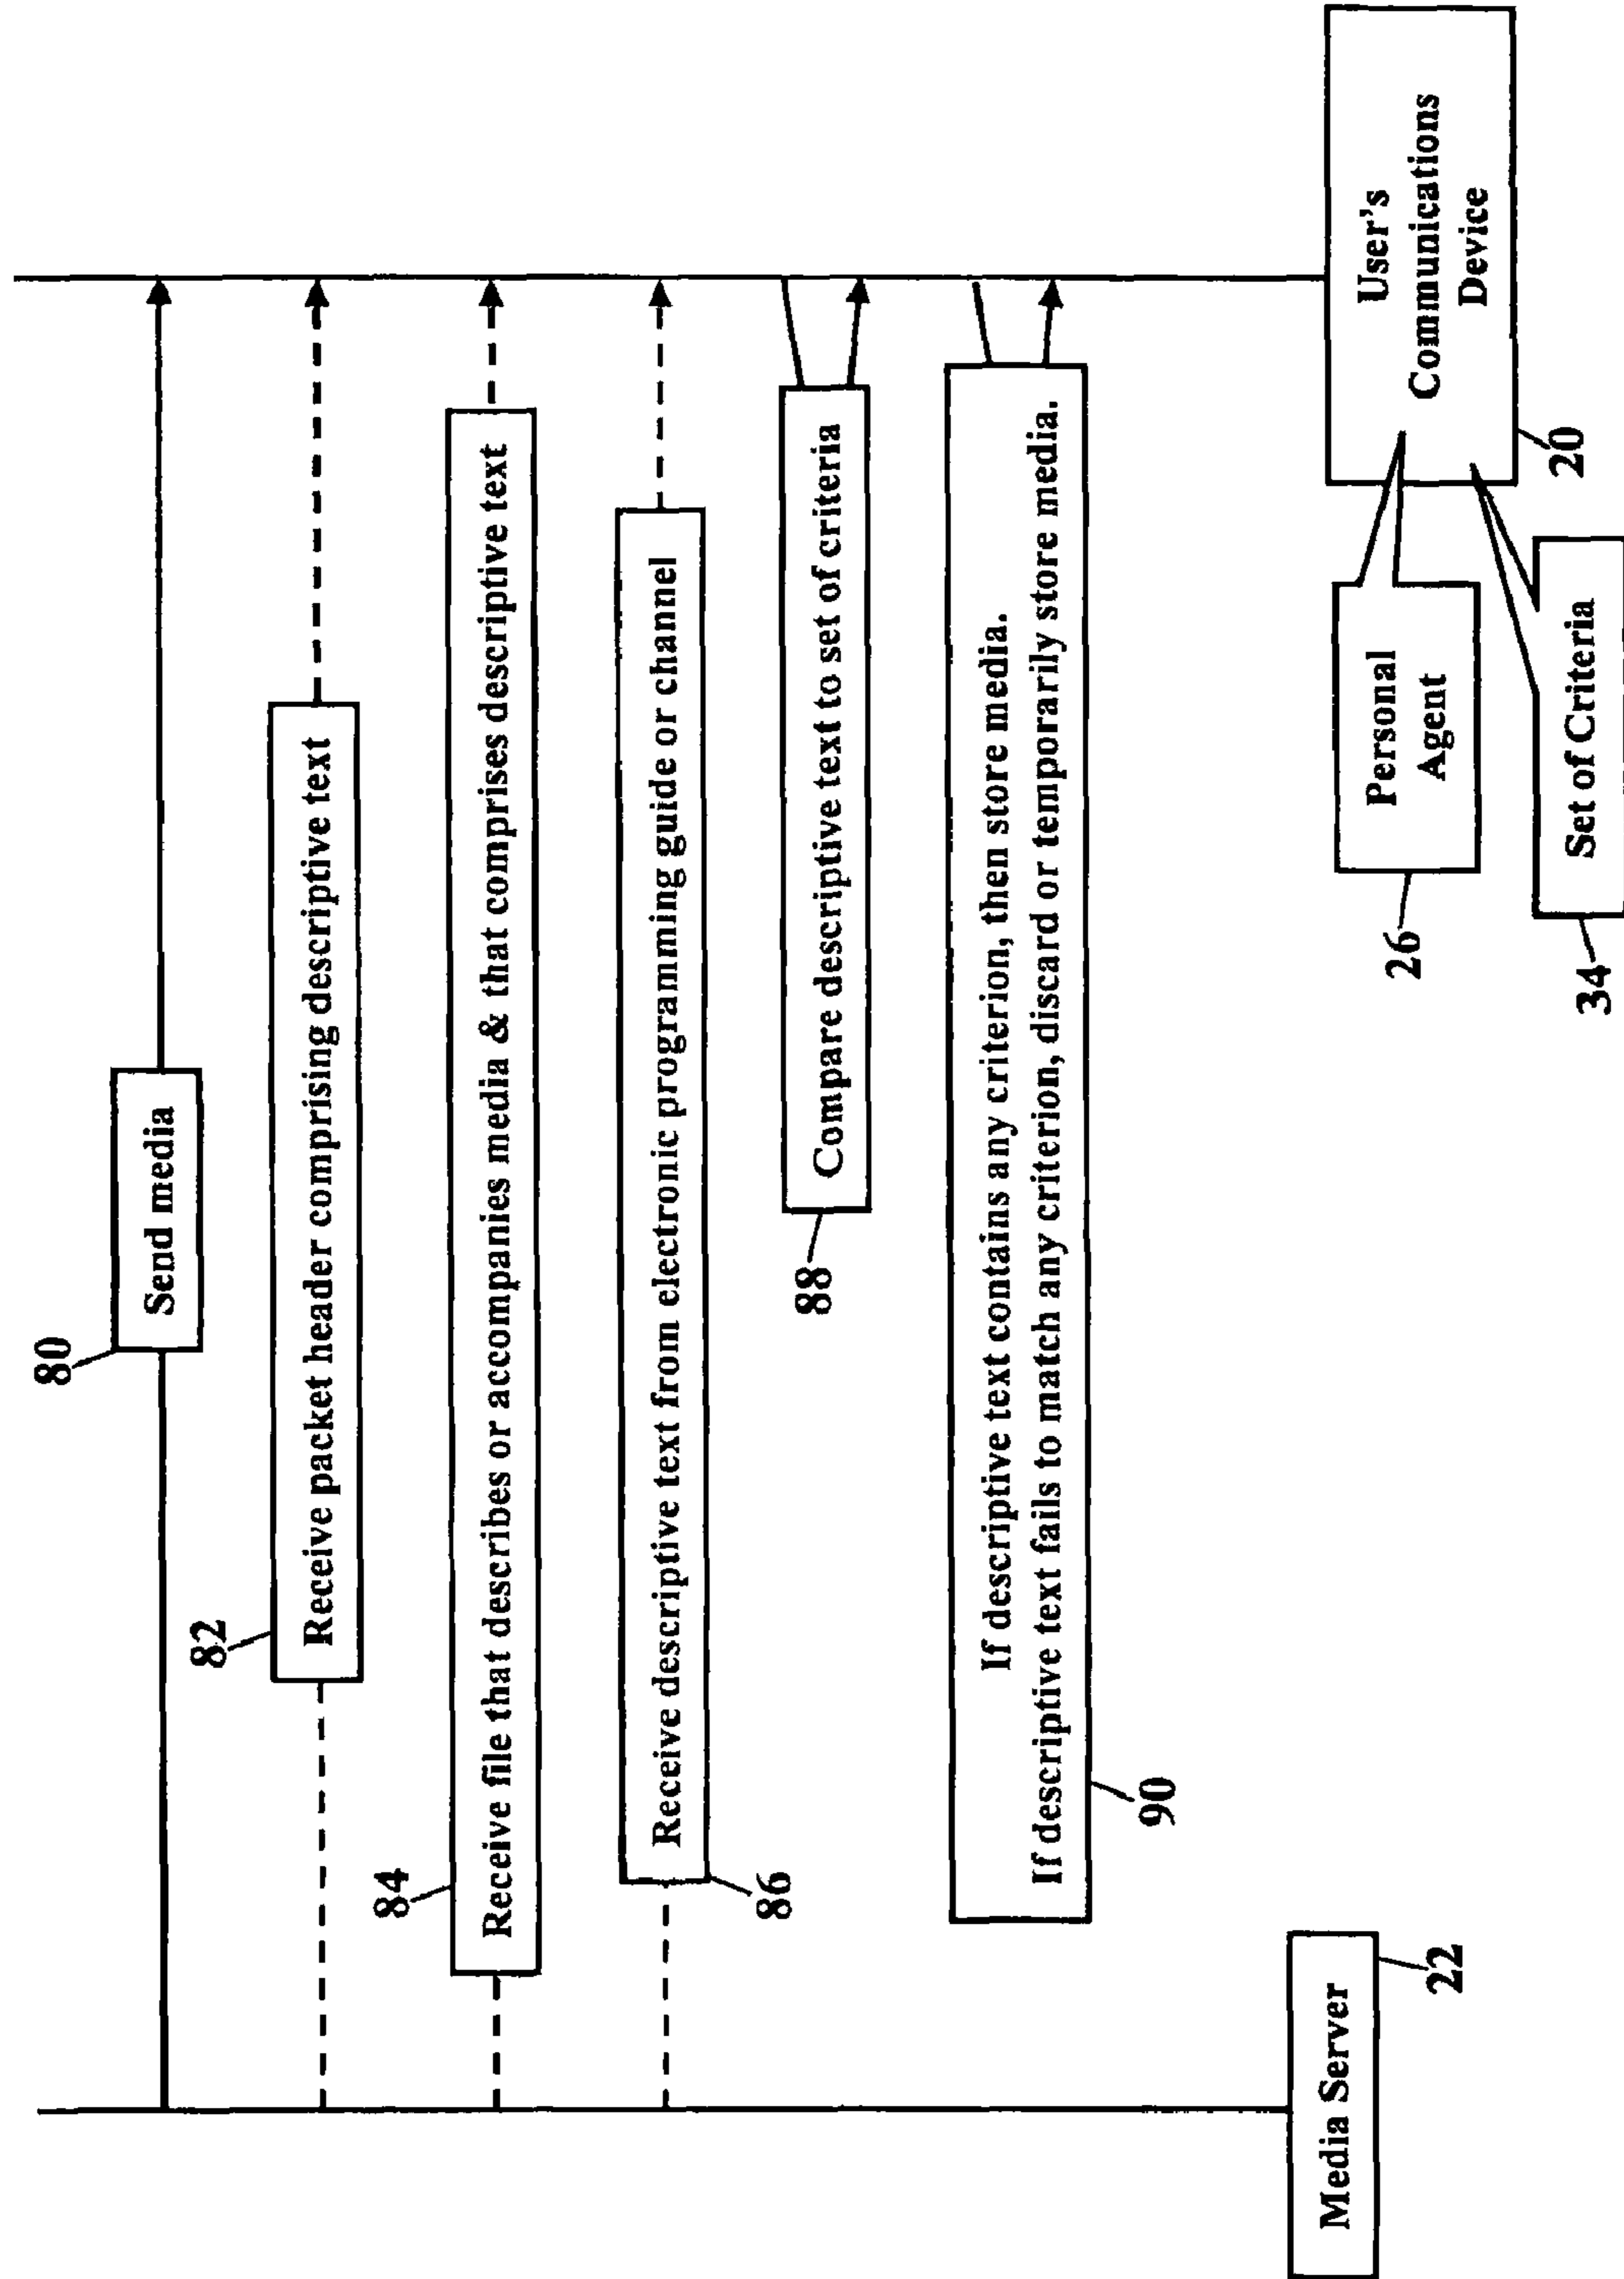 80
Send media
82
Receive packet header comprising descriptive text
84
Receive file that describes or accompanies media & that comprises descriptive text
Receive descriptive text from electronic programming guide or channel
86
Compare descriptive text to set of criteria
88
If descriptive text contains any criterion, then store media.
If descriptive text fails to match any criterion, discard or temporarily store media.
90
Media Server
22
User's
Communications
Device
20
Personal
Agent
26
Set of Criteria
34